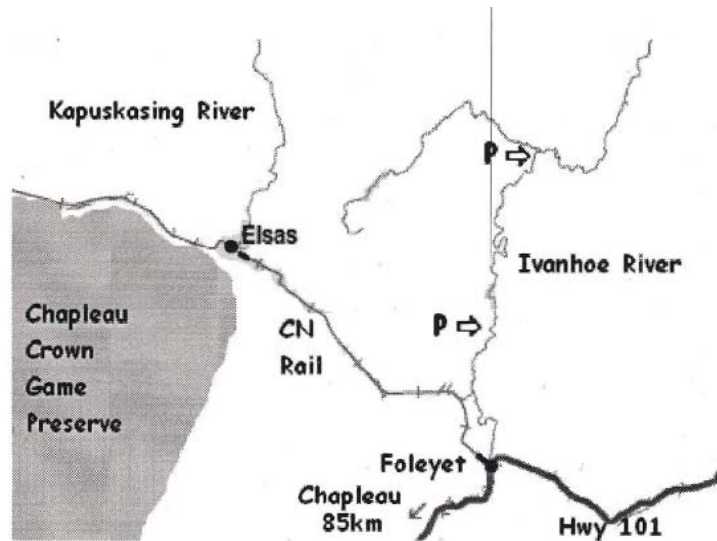 Kapuskasing River
P
Elsas
Ivanhoe River
Chapleau
Crown
Game
Preserve
CN
Rail
P
Foleyet
Chapleau
85km
Hwy 101